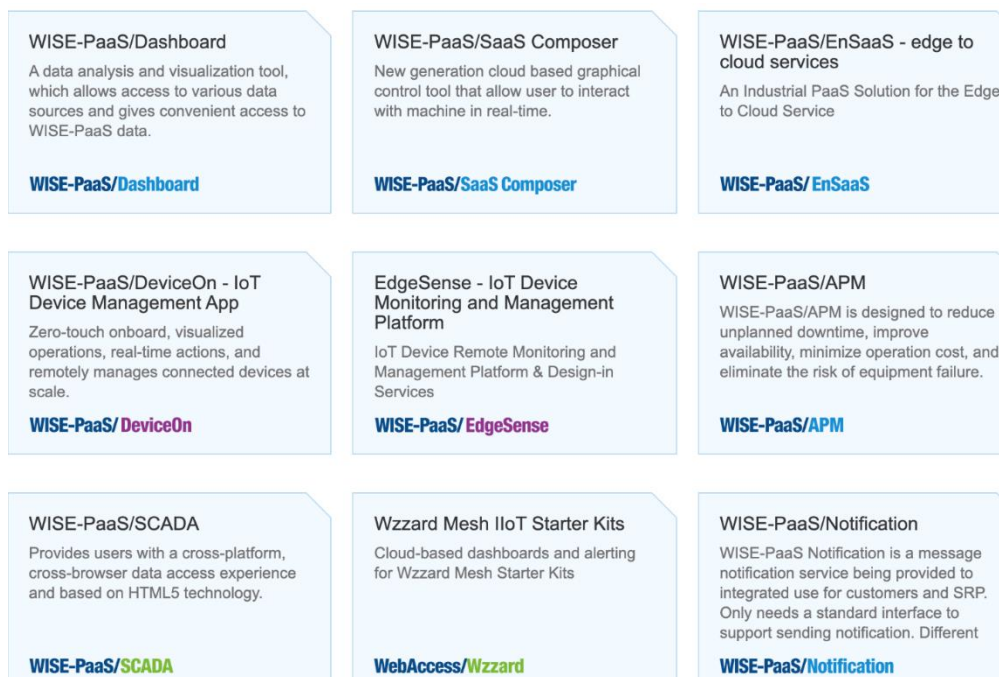 WISE-PaaS/Dashboard
A data analysis and visualization tool,
which allows access to various data
sources and gives convenient access to
WISE-PaaS data.
WISE-PaaS/Dashboard
WISE-PaaS/SaaS Composer
New generation cloud based graphical
control tool that allow user to interact
with machine in real-time.
WISE-PaaS/SaaS Composer
WISE-PaaS/EnSaaS - edge to
cloud services
An Industrial PaaS Solution for the Edge
to Cloud Service
WISE-PaaS/EnSaaS
WISE-PaaS/DeviceOn - IoT
Device Management App
Zero-touch onboard, visualized
operations, real-time actions, and
remotely manages connected devices at
scale.
WISE-PaaS/DeviceOn
EdgeSense - IoT Device
Monitoring and Management
Platform
IoT Device Remote Monitoring and
Management Platform & Design-in
Services
WISE-PaaS/EdgeSense
WISE-PaaS/APM
WISE-PaaS/APM is designed to reduce
unplanned downtime, improve
availability, minimize operation cost, and
eliminate the risk of equipment failure.
WISE-PaaS/APM
WISE-PaaS/SCADA
Provides users with a cross-platform,
cross-browser data access experience
and based on HTML5 technology.
WISE-PaaS/SCADA
Wzzard Mesh IIoT Starter Kits
Cloud-based dashboards and alerting
for Wzzard Mesh Starter Kits
WebAccess/Wzzard
WISE-PaaS/Notification
WISE-PaaS Notification is a message
notification service being provided to
integrated use for customers and SRP.
Only needs a standard interface to
support sending notification. Different
WISE-PaaS/Notification